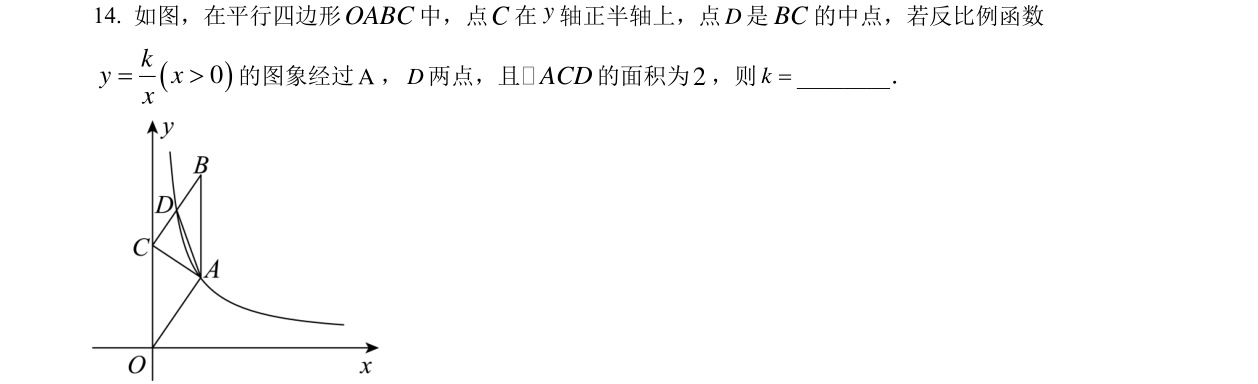 14. 如图，在平行四边形OABC中，点C在y轴正半轴上，点D是BC的中点，若反比例函数
y=k/x(x>0)的图象经过A，D两点，且□ACD的面积为2，则k=________．
y
B
D
C
A
O
x